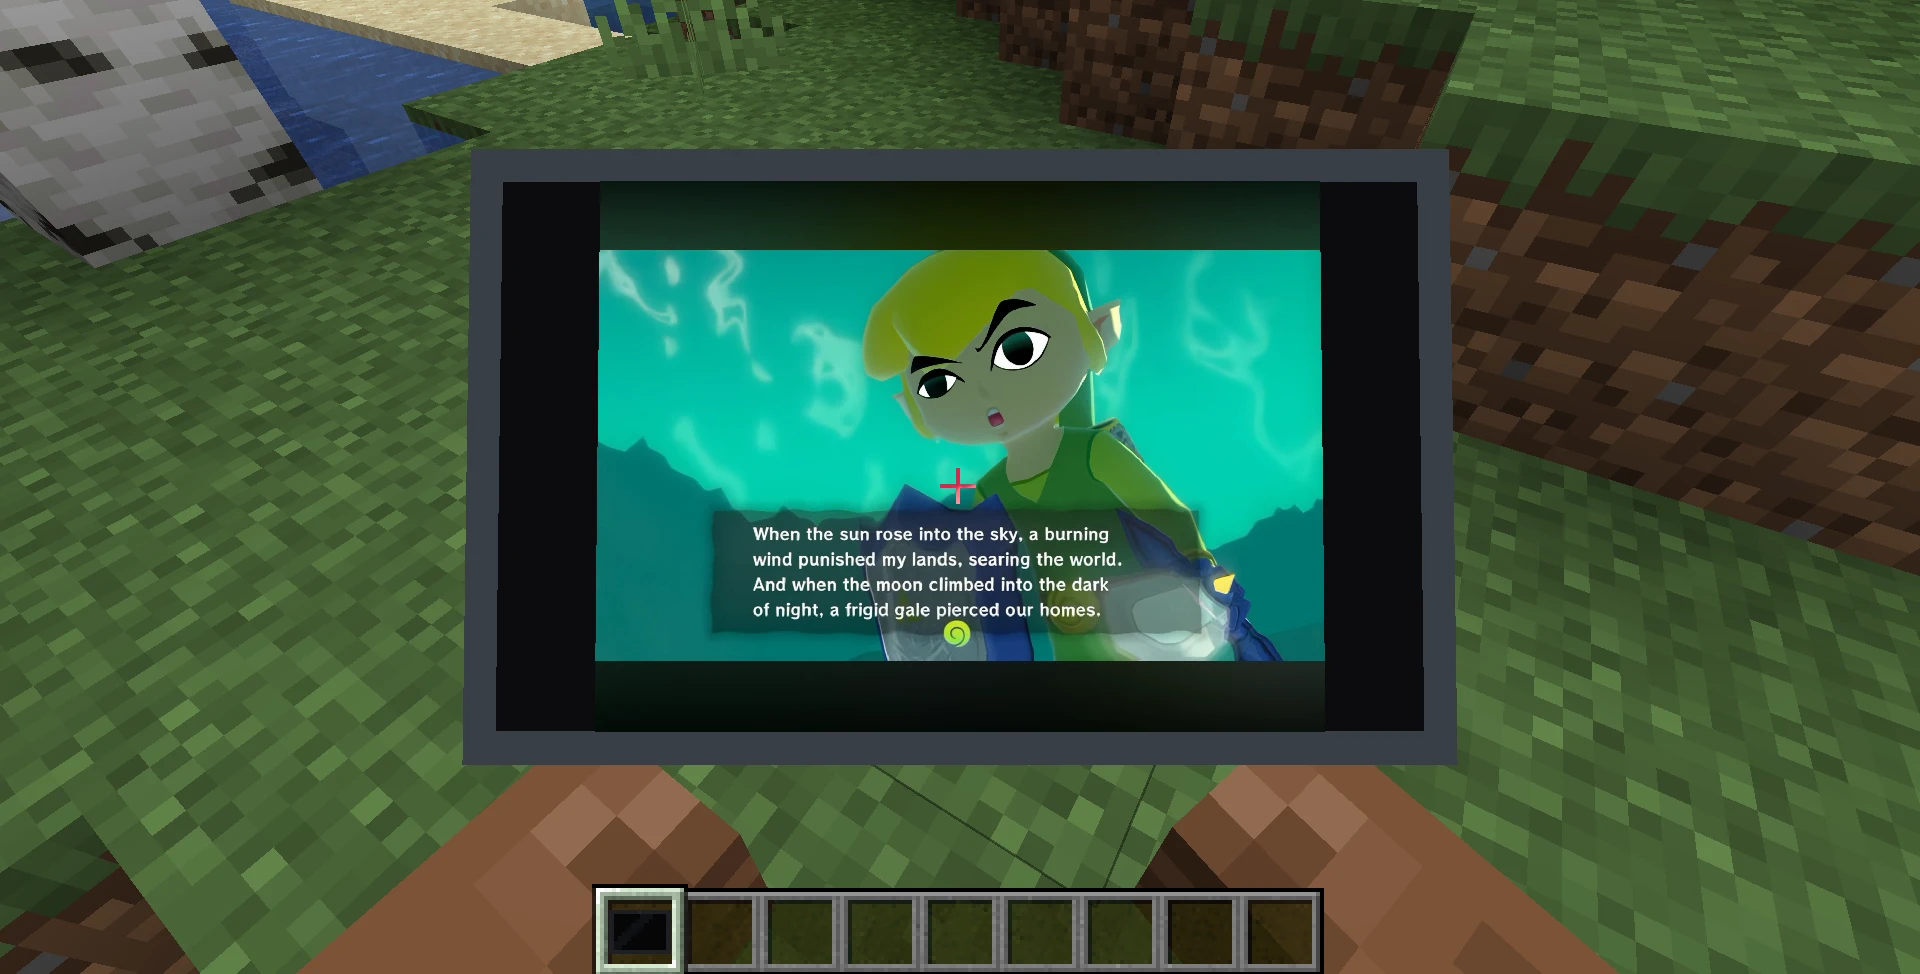 When the sun rose into the sky, a burning
wind punished my lands, searing the world.
And when the moon climbed into the dark
of night, a frigid gale pierced our homes.